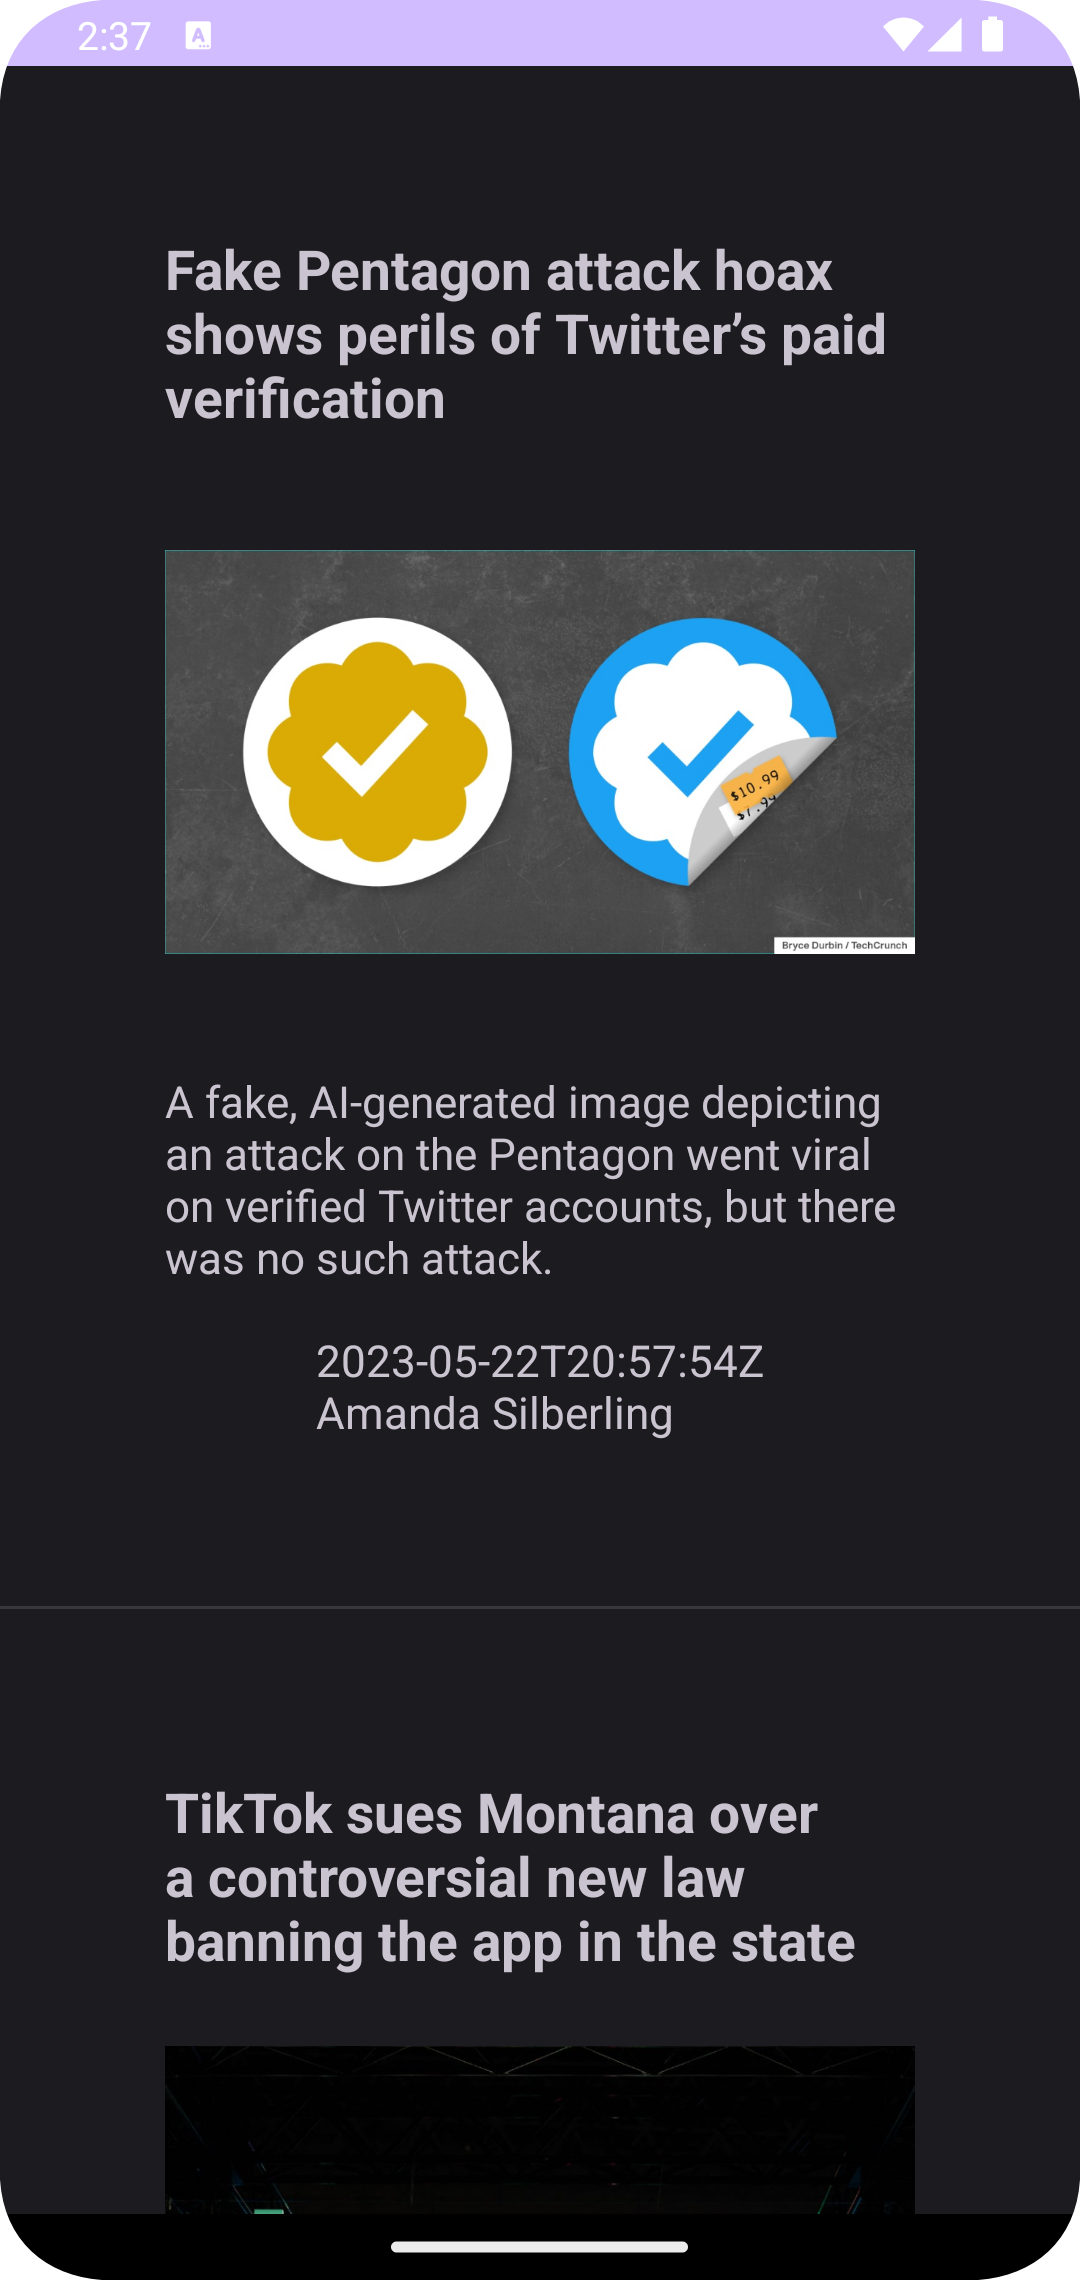 2:37
Fake Pentagon attack hoax
shows perils of Twitter’s paid
verification
$10.99
$7.99
Bryce Durbin / TechCrunch
A fake, AI-generated image depicting
an attack on the Pentagon went viral
on verified Twitter accounts, but there
was no such attack.
2023-05-22T20:57:54Z
Amanda Silberling
TikTok sues Montana over
a controversial new law
banning the app in the state